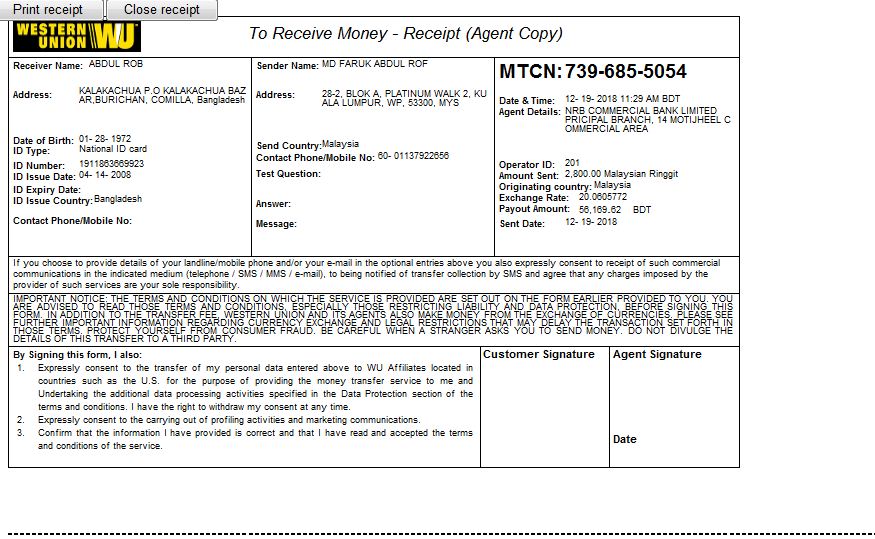 Print receipt Close receipt
WESTERN UNION WU
To Receive Money - Receipt (Agent Copy)
Receiver Name: ABDUL ROB
Address: KALAKACHUA P.O KALAKACHUA BAZ
AR,BURICHAN, COMILLA, Bangladesh
Date of Birth: 01- 28- 1972
ID Type: National ID card
ID Number: 1911863669923
ID Issue Date: 04- 14- 2008
ID Expiry Date:
ID Issue Country: Bangladesh
Contact Phone/Mobile No:
Sender Name: MD FARUK ABDUL ROF
Address: 28-2, BLOK A, PLATINUM WALK 2, KU
ALA LUMPUR, WP, 53300, MYS
Send Country: Malaysia
Contact Phone/Mobile No: 60- 01137922656
Test Question:
Answer:
Message:
MTCN: 739-685-5054
Date & Time: 12- 19- 2018 11:29 AM BDT
Agent Details: NRB COMMERCIAL BANK LIMITED
PRICIPAL BRANCH, 14 MOTIJHEEL C
OMMERCIAL AREA
Operator ID: 201
Amount Sent: 2,800.00 Malaysian Ringgit
Originating country: Malaysia
Exchange Rate: 20.0605772
Payout Amount: 56,169.62 BDT
Sent Date: 12- 19- 2018
If you choose to provide details of your landline/mobile phone and/or your e-mail in the optional entries above you also expressly consent to receipt of such commercial
communications in the indicated medium (telephone / SMS / MMS / e-mail), to being notified of transfer collection by SMS and agree that any charges imposed by the
provider of such services are your sole responsibility.
IMPORTANT NOTICE: THE TERMS AND CONDITIONS ON WHICH THE SERVICE IS PROVIDED ARE SET OUT ON THE FORM EARLIER PROVIDED TO YOU. YOU
ARE ADVISED TO READ THOSE TERMS AND CONDITIONS, ESPECIALLY THOSE RESTRICTING LIABILITY AND DATA PROTECTION, BEFORE SIGNING THIS
FORM. IN ADDITION TO THE TRANSFER FEE, WESTERN UNION AND ITS AGENTS ALSO MAKE MONEY FROM THE EXCHANGE OF CURRENCIES. PLEASE SEE
FURTHER IMPORTANT INFORMATION REGARDING CURRENCY EXCHANGE AND LEGAL RESTRICTIONS THAT MAY DELAY THE TRANSACTION SET FORTH IN
THOSE TERMS. PROTECT YOURSELF FROM CONSUMER FRAUD. BE CAREFUL WHEN A STRANGER ASKS YOU TO SEND MONEY. DO NOT DIVULGE THE
DETAILS OF THIS TRANSFER TO A THIRD PARTY.
By Signing this form, I also:
1. Expressly consent to the transfer of my personal data entered above to WU Affiliates located in
countries such as the U.S. for the purpose of providing the money transfer service to me and
Undertaking the additional data processing activities specified in the Data Protection section of the
terms and conditions. I have the right to withdraw my consent at any time.
2. Expressly consent to the carrying out of profiling activities and marketing communications.
3. Confirm that the information I have provided is correct and that I have read and accepted the terms
and conditions of the service.
Customer Signature
Agent Signature
Date